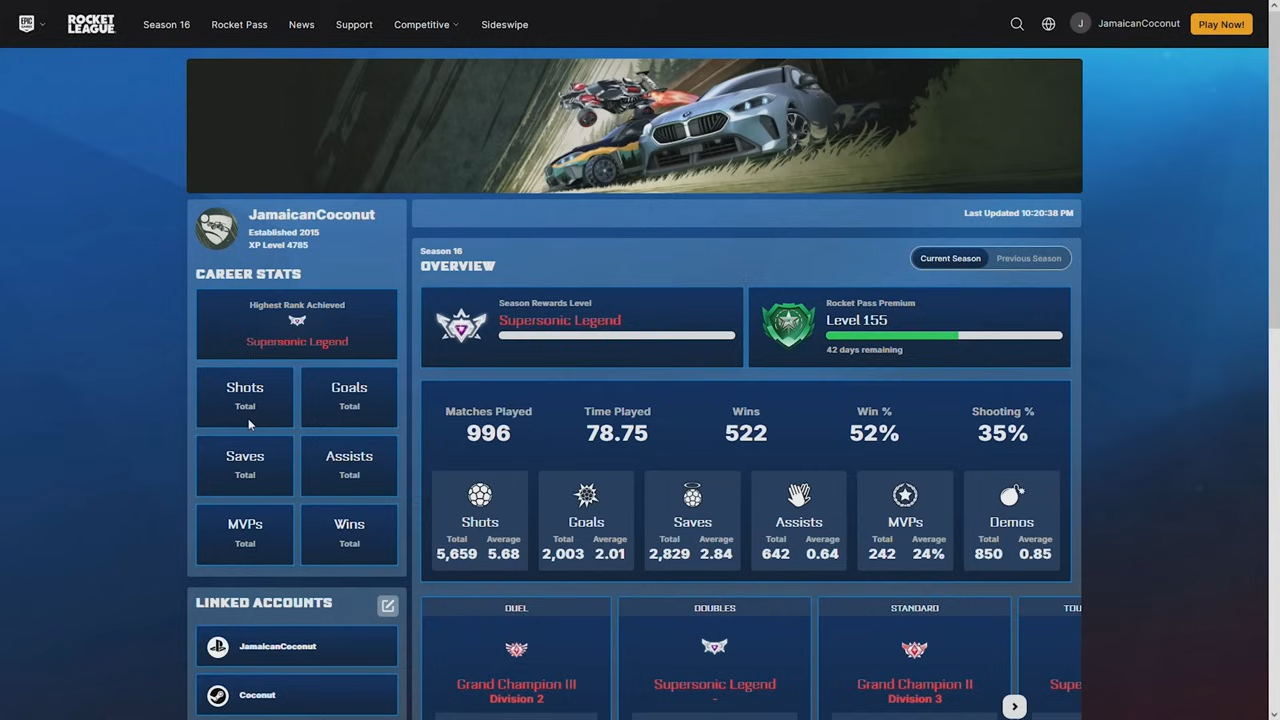 EPIC GAMES
ROCKET LEAGUE
Season 16
Rocket Pass
News
Support
Competitive
Sideswipe
J
JamaicanCoconut
Play Now!
JamaicanCoconut
Established 2015
XP Level 4785
Last Updated 10:20:38 PM
CAREER STATS
Highest Rank Achieved
Supersonic Legend
Shots
Total
Goals
Total
Saves
Total
Assists
Total
MVPs
Total
Wins
Total
LINKED ACCOUNTS
JamaicanCoconut
Coconut
Season 16
OVERVIEW
Current Season
Previous Season
Season Rewards Level
Supersonic Legend
Rocket Pass Premium
Level 155
42 days remaining
Matches Played
996
Time Played
78.75
Wins
522
Win %
52%
Shooting %
35%
Shots
Total Average
5,659 5.68
Goals
Total Average
2,003 2.01
Saves
Total Average
2,829 2.84
Assists
Total Average
642 0.64
MVPs
Total Average
242 24%
Demos
Total Average
850 0.85
DUEL
Grand Champion III
Division 2
DOUBLES
Supersonic Legend
-
STANDARD
Grand Champion II
Division 3
TOU
Supe